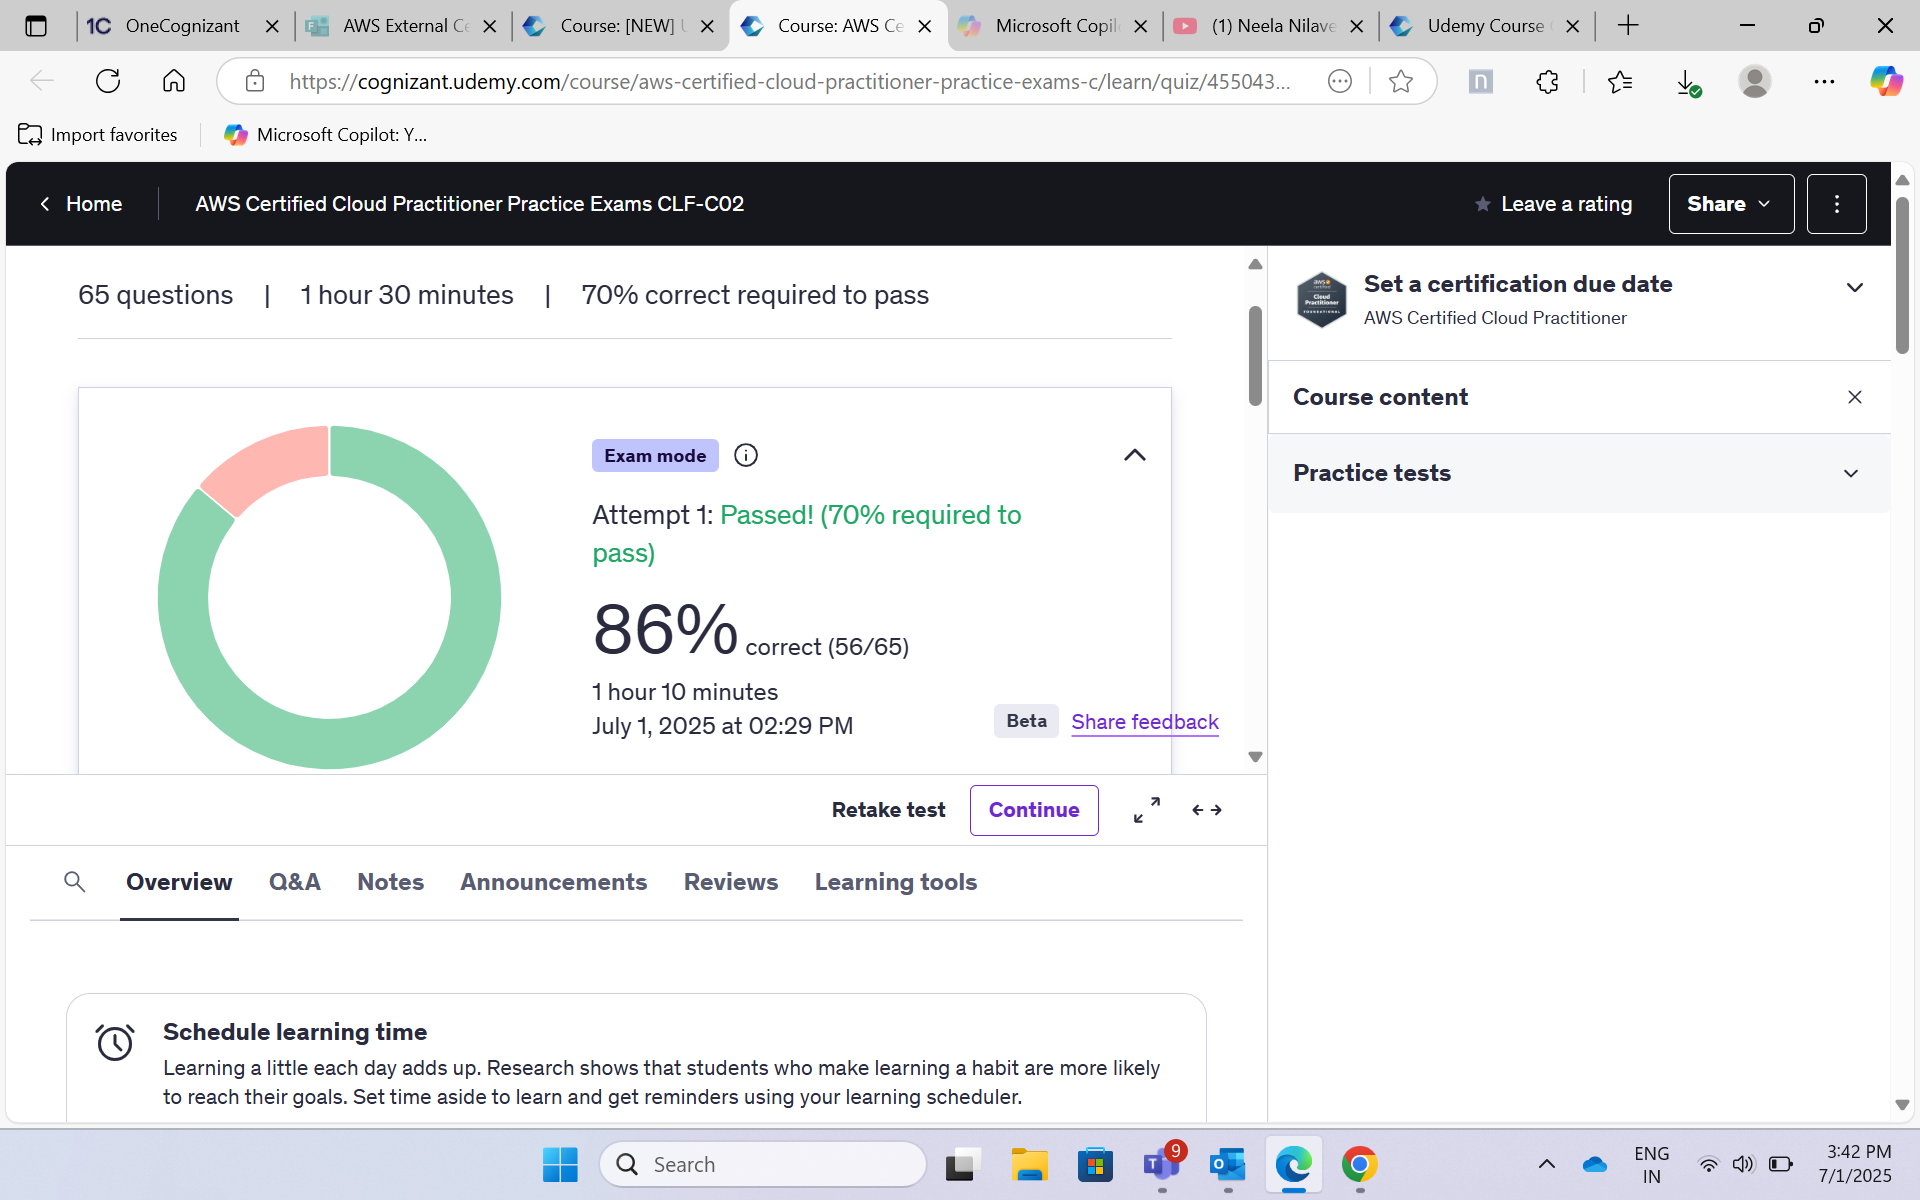 OneCognizant
AWS External Ce
Course: [NEW] U
Course: AWS Ce
Microsoft Copil
(1) Neela Nilave
Udemy Course
https://cognizant.udemy.com/course/aws-certified-cloud-practitioner-practice-exams-c/learn/quiz/455043...
Import favorites
Microsoft Copilot: Y...
Home
AWS Certified Cloud Practitioner Practice Exams CLF-C02
Leave a rating
Share
65 questions | 1 hour 30 minutes | 70% correct required to pass
Exam mode
Attempt 1: Passed! (70% required to
pass)
86% correct (56/65)
1 hour 10 minutes
July 1, 2025 at 02:29 PM
Beta
Share feedback
Retake test
Continue
aws
certified
Cloud
Practitioner
FOUNDATIONAL
Set a certification due date
AWS Certified Cloud Practitioner
Course content
Practice tests
Overview
Q&A
Notes
Announcements
Reviews
Learning tools
Schedule learning time
Learning a little each day adds up. Research shows that students who make learning a habit are more likely
to reach their goals. Set time aside to learn and get reminders using your learning scheduler.
Search
9
ENG
IN
3:42 PM
7/1/2025